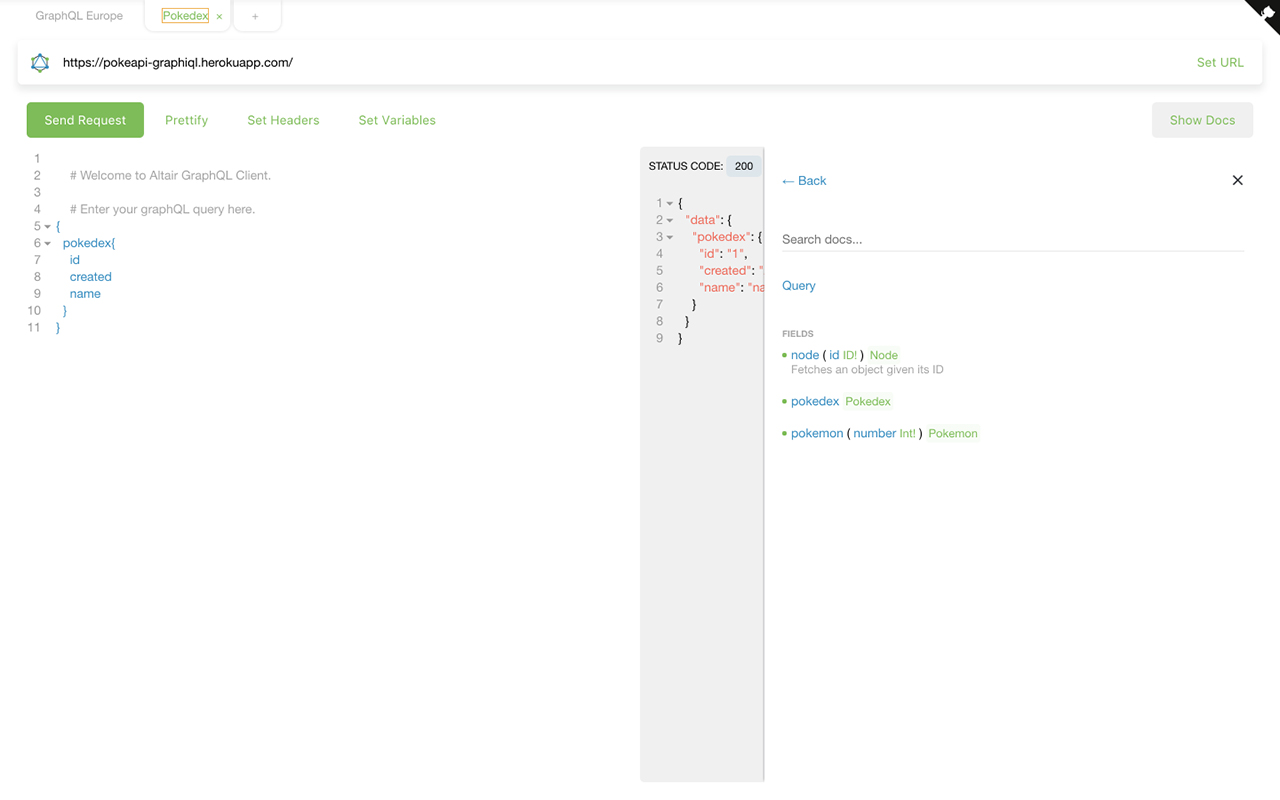 GraphQL Europe Pokedex × +
https://pokeapi-graphiql.herokuapp.com/ Set URL
Send Request Prettify Set Headers Set Variables Show Docs
1
2 # Welcome to Altair GraphQL Client.
3
4 # Enter your graphQL query here.
5 {
6 pokedex{
7 id
8 created
9 name
10 }
11 }
STATUS CODE: 200
1 {
2 "data": {
3 "pokedex": {
4 "id": "1",
5 "created": "
6 "name": "na
7 }
8 }
9 }
← Back ×
Search docs...
Query
FIELDS
• node ( id ID! ) Node
Fetches an object given its ID
• pokedex Pokedex
• pokemon ( number Int! ) Pokemon